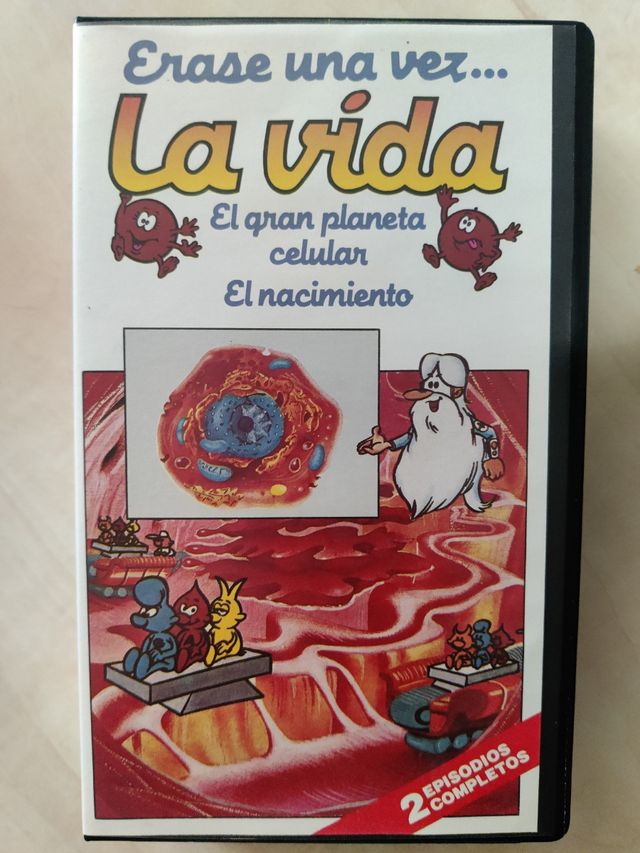 Erase una vez...
la vida
El gran planeta
celular
El nacimiento
2 EPISODIOS
COMPLETOS